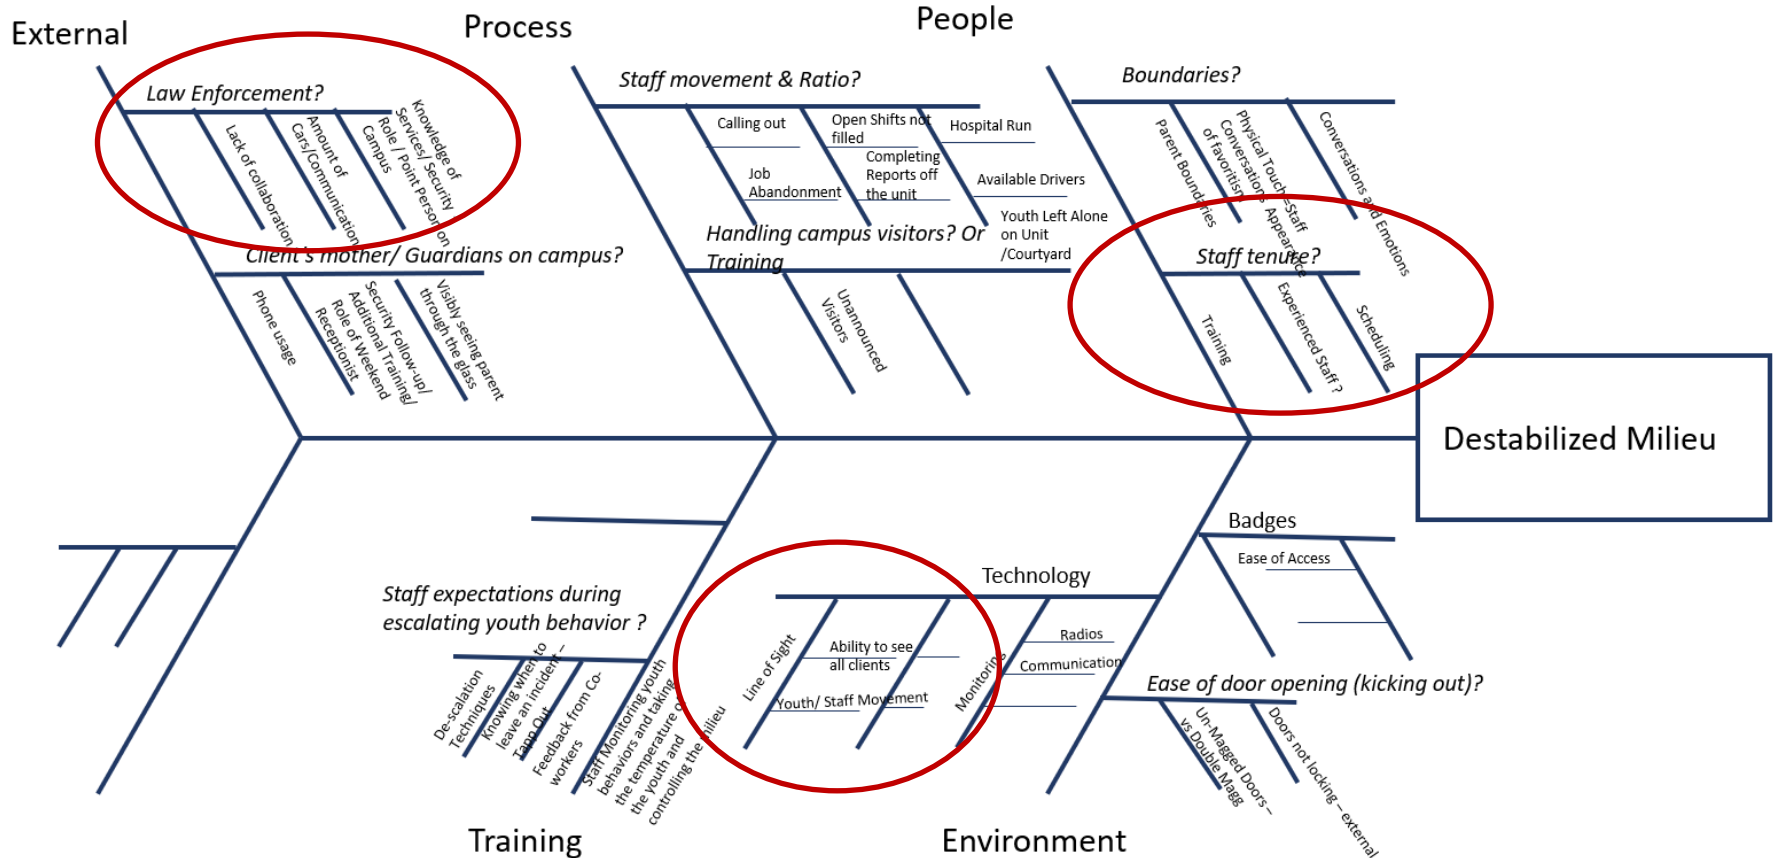 External
Process
People
Law Enforcement?
Lack of collaboration
Amount of
Cars/Communication
Knowledge of
Services/ Security
Role / Point Person on
Campus
Client's mother/ Guardians on campus?
Phone usage
Security Follow-up/
Additional Training/
Role of Weekend
Receptionist
Visibly seeing parent
through the glass
Staff movement & Ratio?
Calling out
Job
Abandonment
Open Shifts not
filled
Completing
Reports off
the unit
Hospital Run
Available Drivers
Youth Left Alone
on Unit
/Courtyard
Handling campus visitors? Or
Training
Unannounced
Visitors
Boundaries?
Parent Boundaries
Physical Touch=Staff
Conversations Appearance
of favoritism
Conversations and Emotions
Staff tenure?
Training
Experienced Staff ?
Scheduling
Destabilized Milieu
Staff expectations during
escalating youth behavior ?
De-scalation
Techniques
Knowing when to
leave an incident –
Tapp Out
Feedback from Co-
workers
Staff Monitoring youth
behaviors and taking
the temperature of
the youth and
controlling the milieu
Technology
Line of Sight
Ability to see
all clients
Youth/ Staff Movement
Monitoring
Radios
Communication
Badges
Ease of Access
Ease of door opening (kicking out)?
Un-Magged Doors –
vs Double Magg
Doors not locking – external
Training
Environment